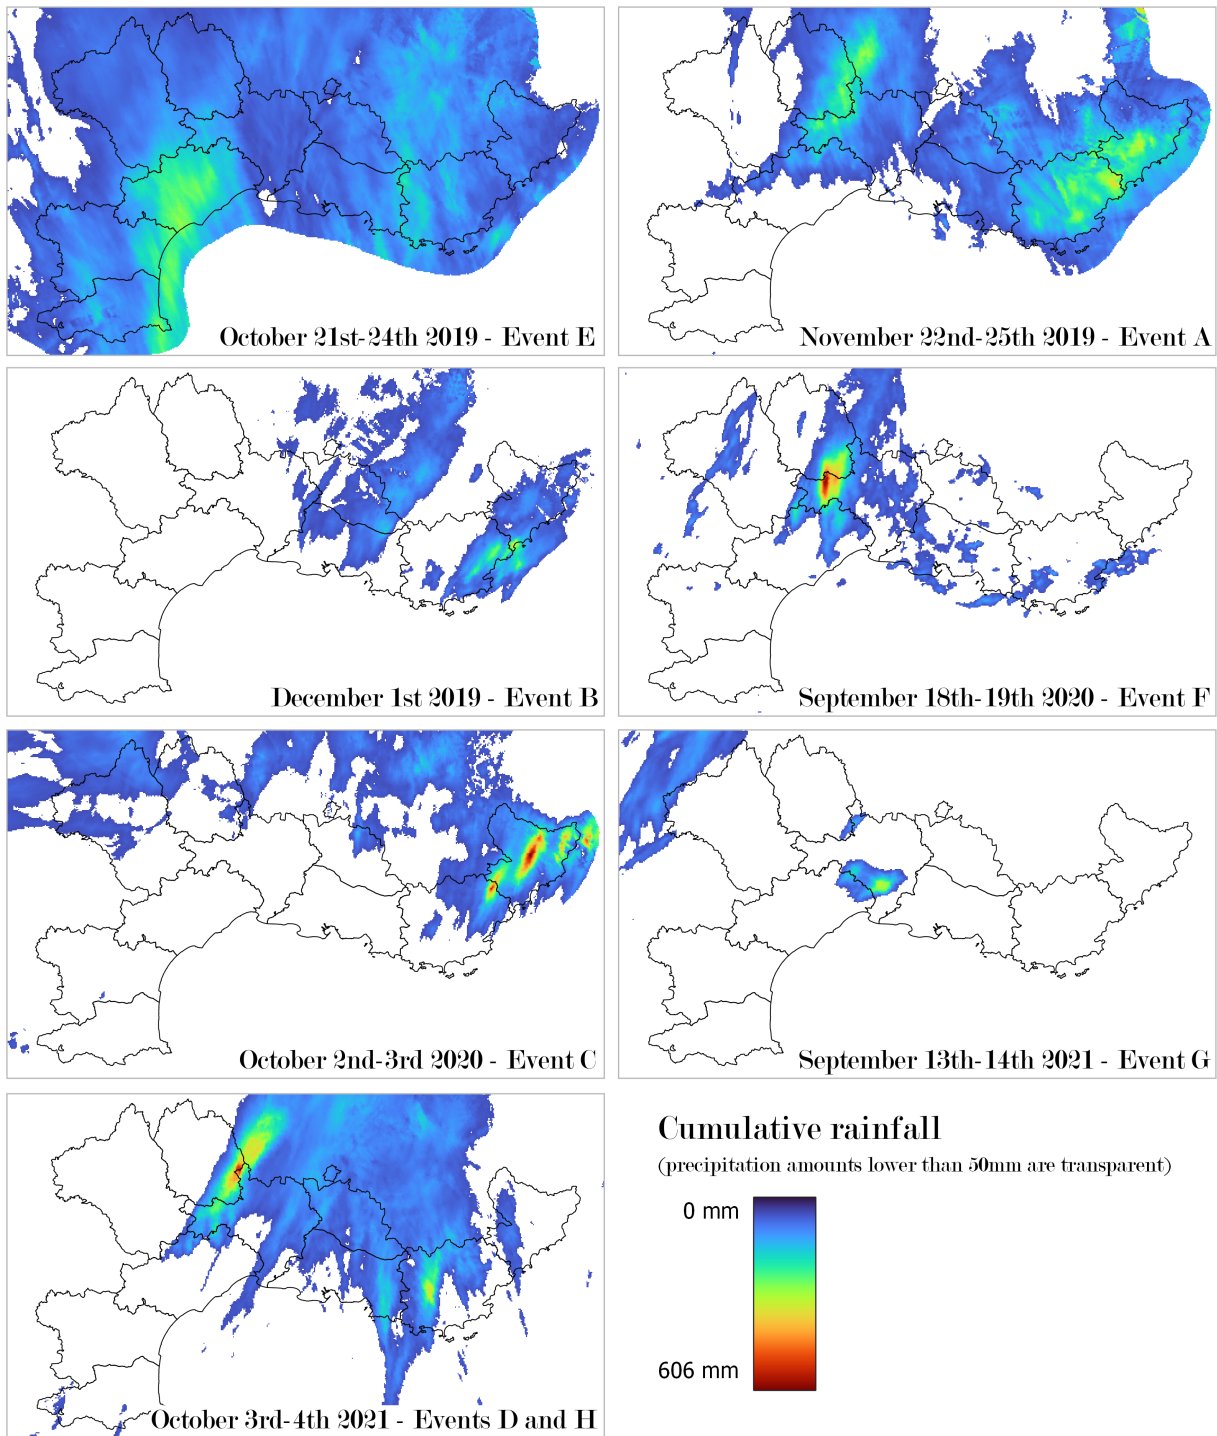 October 21st-24th 2019 - Event E
November 22nd-25th 2019 - Event A
December 1st 2019 - Event B
September 18th-19th 2020 - Event F
October 2nd-3rd 2020 - Event C
September 13th-14th 2021 - Event G
October 3rd-4th 2021 - Events D and H
Cumulative rainfall
(precipitation amounts lower than 50mm are transparent)
0 mm
606 mm